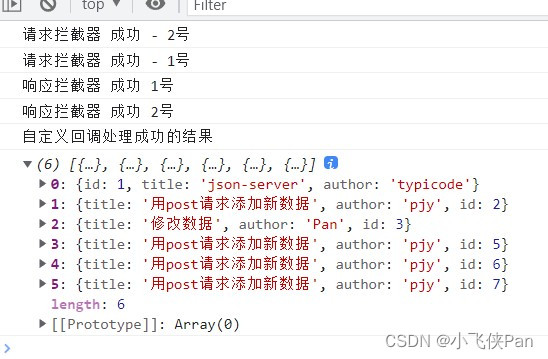 top Filter
请求拦截器 成功 - 2号
请求拦截器 成功 - 1号
响应拦截器 成功 1号
响应拦截器 成功 2号
自定义回调处理成功的结果
(6) [{…}, {…}, {…}, {…}, {…}, {…}]
0: {id: 1, title: 'json-server', author: 'typicode'}
1: {title: '用post请求添加新数据', author: 'pjy', id: 2}
2: {title: '修改数据', author: 'Pan', id: 3}
3: {title: '用post请求添加新数据', author: 'pjy', id: 5}
4: {title: '用post请求添加新数据', author: 'pjy', id: 6}
5: {title: '用post请求添加新数据', author: 'pjy', id: 7}
length: 6
[[Prototype]]: Array(0)
CSDN @小飞侠Pan